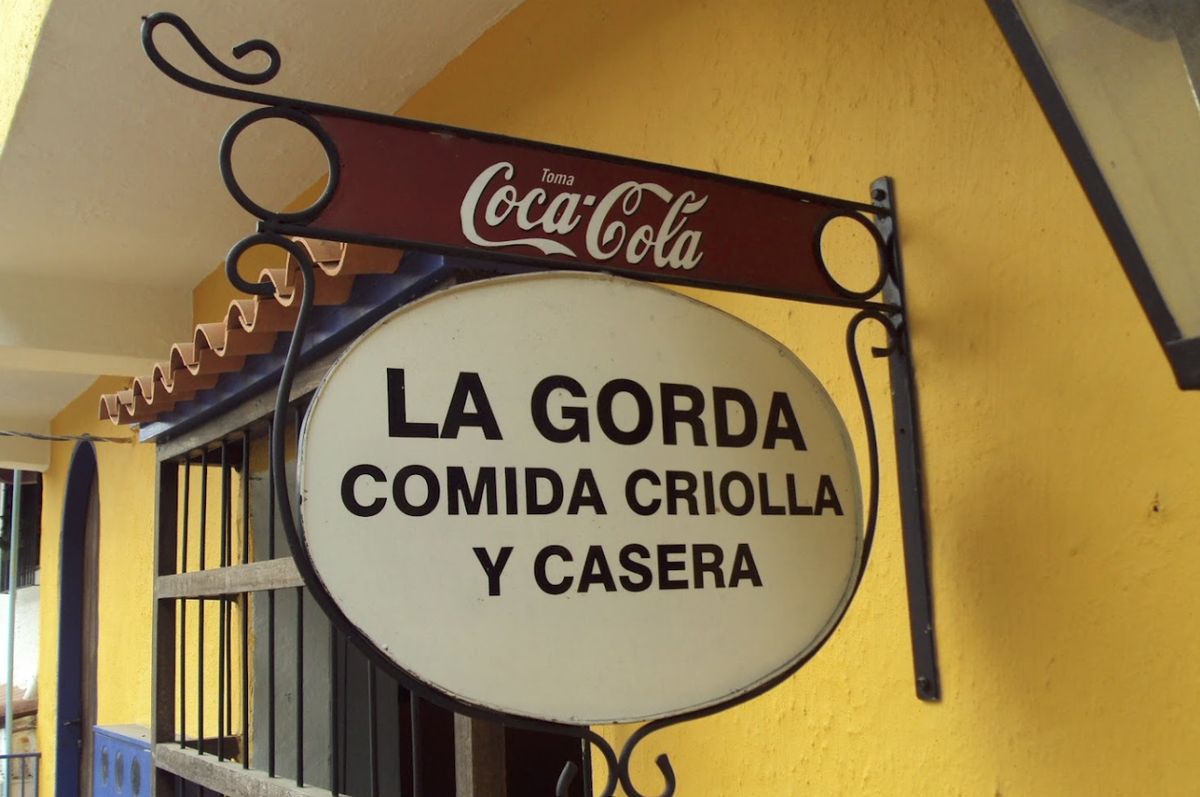 Toma
Coca-Cola
LA GORDA
COMIDA CRIOLLA
Y CASERA